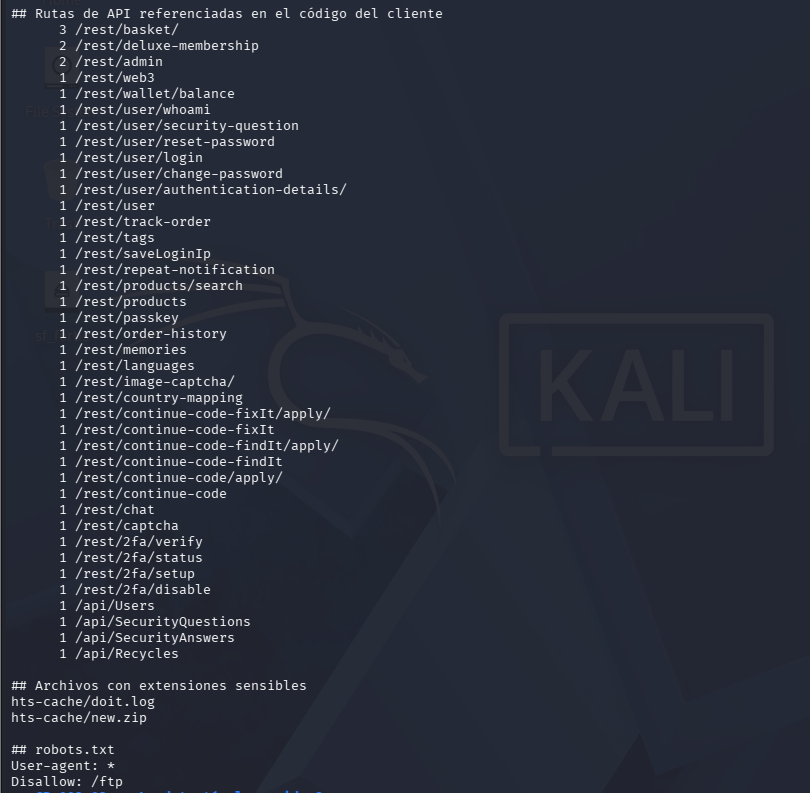 ## Rutas de API referenciadas en el código del cliente
3 /rest/basket/
2 /rest/deluxe-membership
2 /rest/admin
1 /rest/web3
1 /rest/wallet/balance
1 /rest/user/whoami
1 /rest/user/security-question
1 /rest/user/reset-password
1 /rest/user/login
1 /rest/user/change-password
1 /rest/user/authentication-details/
1 /rest/user
1 /rest/track-order
1 /rest/tags
1 /rest/saveLoginIp
1 /rest/repeat-notification
1 /rest/products/search
1 /rest/products
1 /rest/passkey
1 /rest/order-history
1 /rest/memories
1 /rest/languages
1 /rest/image-captcha/
1 /rest/country-mapping
1 /rest/continue-code-fixIt/apply/
1 /rest/continue-code-fixIt
1 /rest/continue-code-findIt/apply/
1 /rest/continue-code-findIt
1 /rest/continue-code/apply/
1 /rest/continue-code
1 /rest/chat
1 /rest/captcha
1 /rest/2fa/verify
1 /rest/2fa/status
1 /rest/2fa/setup
1 /rest/2fa/disable
1 /api/Users
1 /api/SecurityQuestions
1 /api/SecurityAnswers
1 /api/Recycles
## Archivos con extensiones sensibles
hts-cache/doit.log
hts-cache/new.zip
## robots.txt
User-agent: *
Disallow: /ftp
KALI